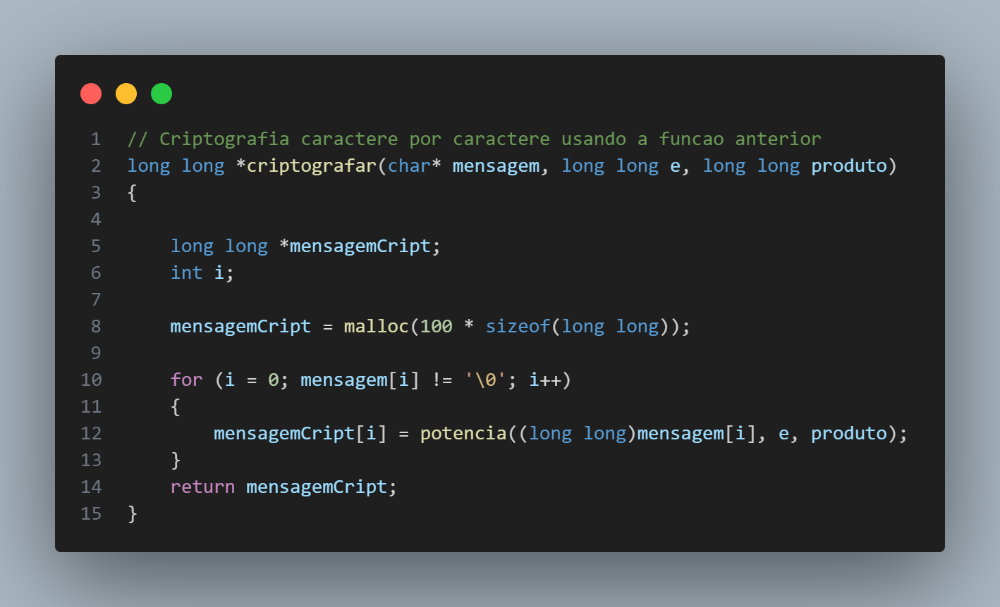 1 // Criptografia caractere por caractere usando a funcao anterior
2 long long *criptografar(char* mensagem, long long e, long long produto)
3 {
4
5     long long *mensagemCript;
6     int i;
7
8     mensagemCript = malloc(100 * sizeof(long long));
9
10     for (i = 0; mensagem[i] != '\0'; i++)
11     {
12         mensagemCript[i] = potencia((long long)mensagem[i], e, produto);
13     }
14     return mensagemCript;
15 }